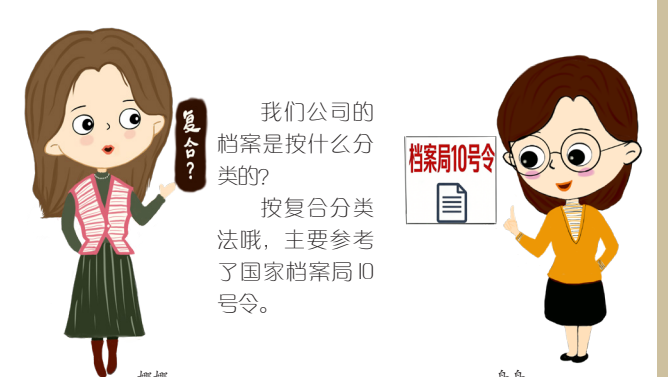 复合?
我们公司的
档案是按什么分
类的?
按复合分类
法哦，主要参考
了国家档案局10
号令。
档案局10号令